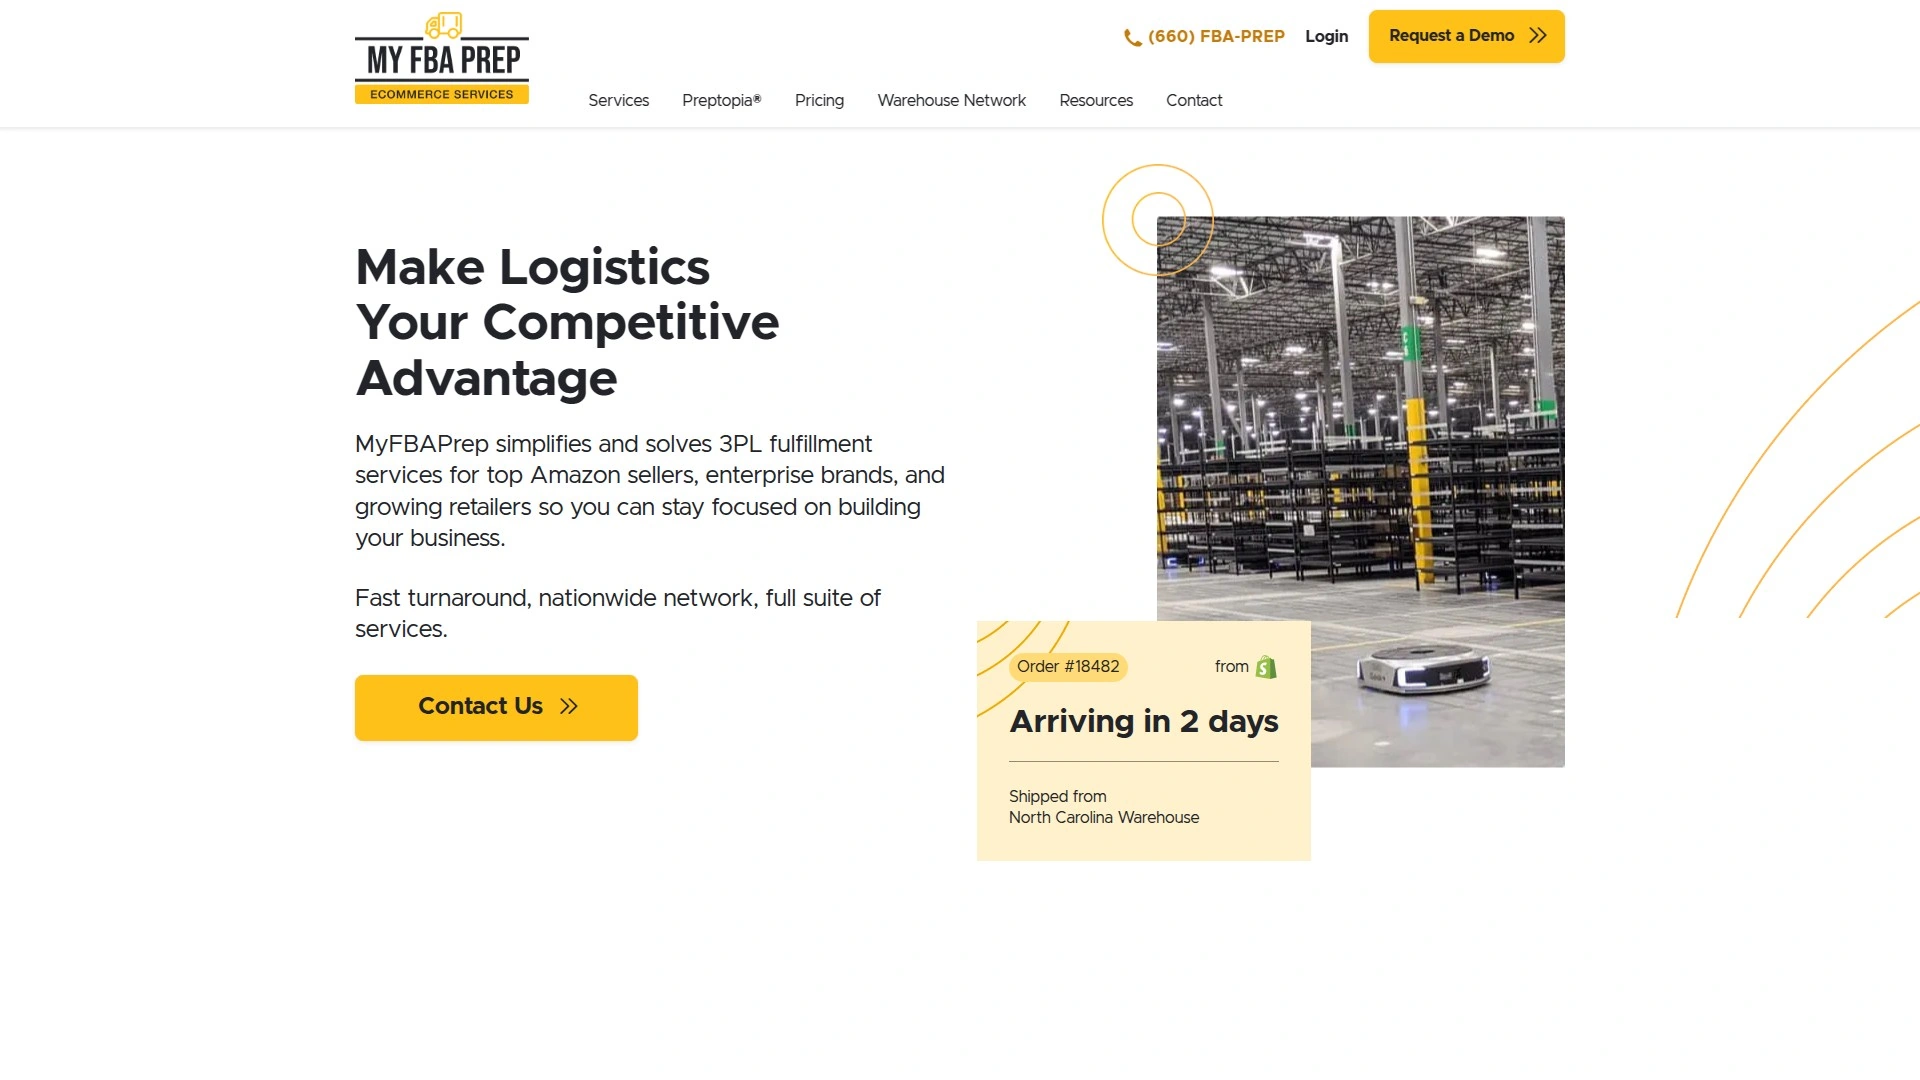 MY FBA PREP
ECOMMERCE SERVICES
(660) FBA-PREP
Login
Request a Demo
Services
Preptopia®
Pricing
Warehouse Network
Resources
Contact
Make Logistics
Your Competitive
Advantage
MyFBAPrep simplifies and solves 3PL fulfillment
services for top Amazon sellers, enterprise brands, and
growing retailers so you can stay focused on building
your business.
Fast turnaround, nationwide network, full suite of
services.
Contact Us
Order #18482
from
Arriving in 2 days
Shipped from
North Carolina Warehouse